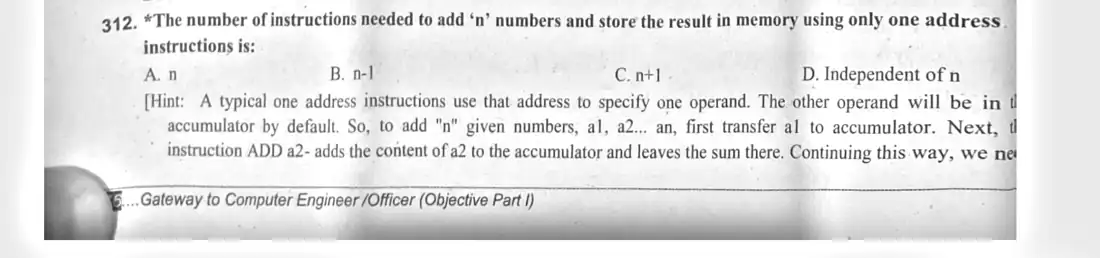 312. *The number of instructions needed to add ‘n’ numbers and store the result in memory using only one address
instructions is:
A. n B. n-1 C. n+1 D. Independent of n
[Hint: A typical one address instructions use that address to specify one operand. The other operand will be in
accumulator by default. So, to add "n" given numbers, a1, a2... an, first transfer a1 to accumulator. Next,
instruction ADD a2- adds the content of a2 to the accumulator and leaves the sum there. Continuing this way, we
....Gateway to Computer Engineer/Officer (Objective Part I)